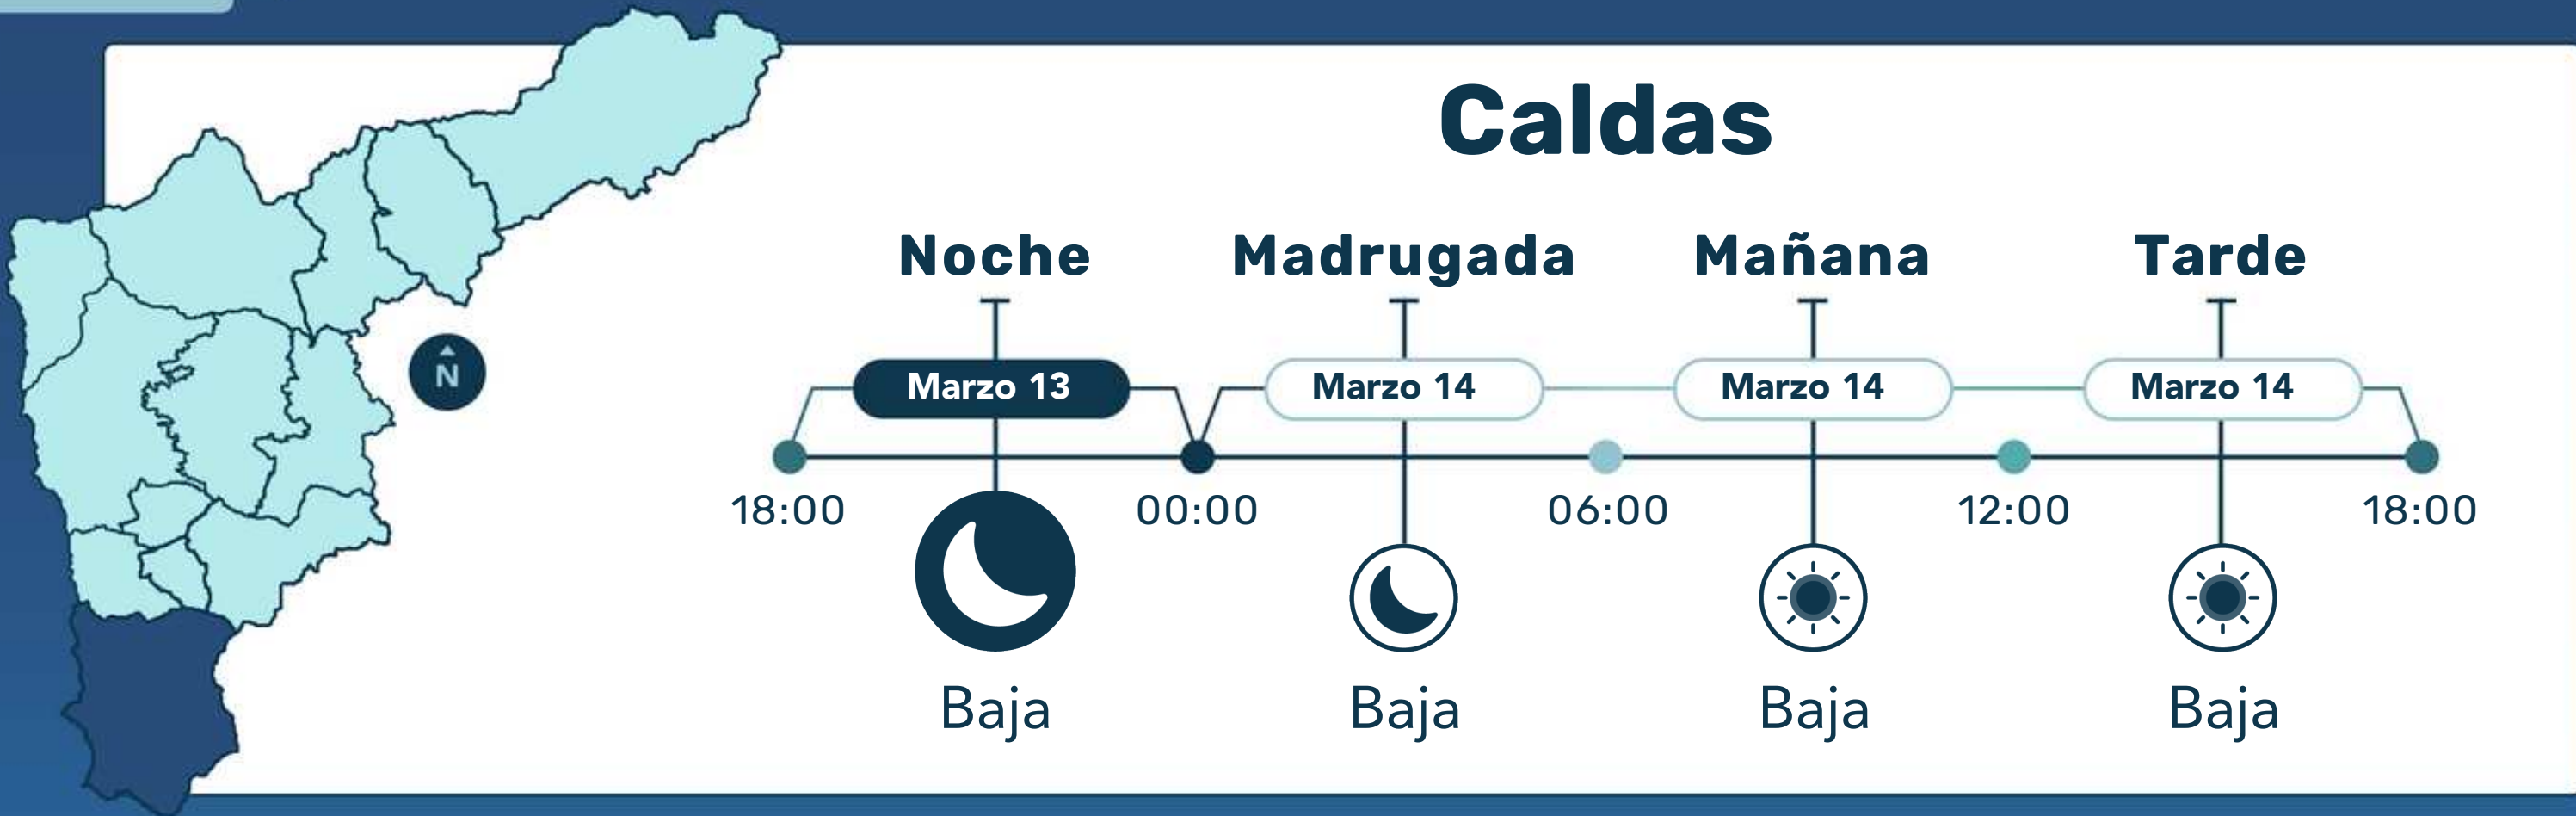 Caldas
Noche Madrugada Mañana Tarde
N
Marzo 13 Marzo 14 Marzo 14 Marzo 14
18:00 00:00 06:00 12:00 18:00
Baja Baja Baja Baja